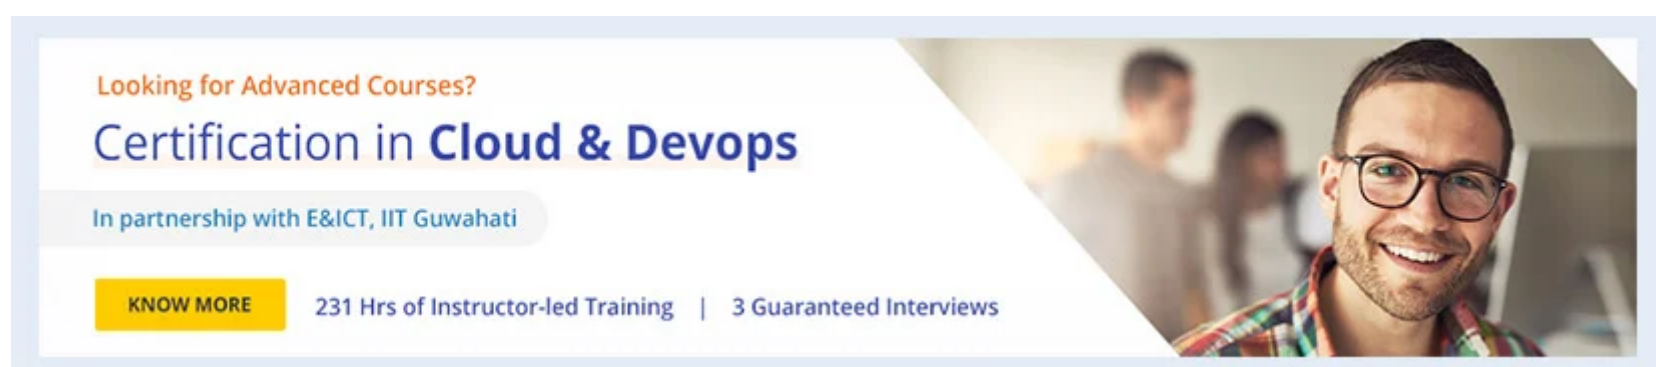 Looking for Advanced Courses?
Certification in Cloud & Devops
In partnership with E&ICT, IIT Guwahati
KNOW MORE 231 Hrs of Instructor-led Training | 3 Guaranteed Interviews